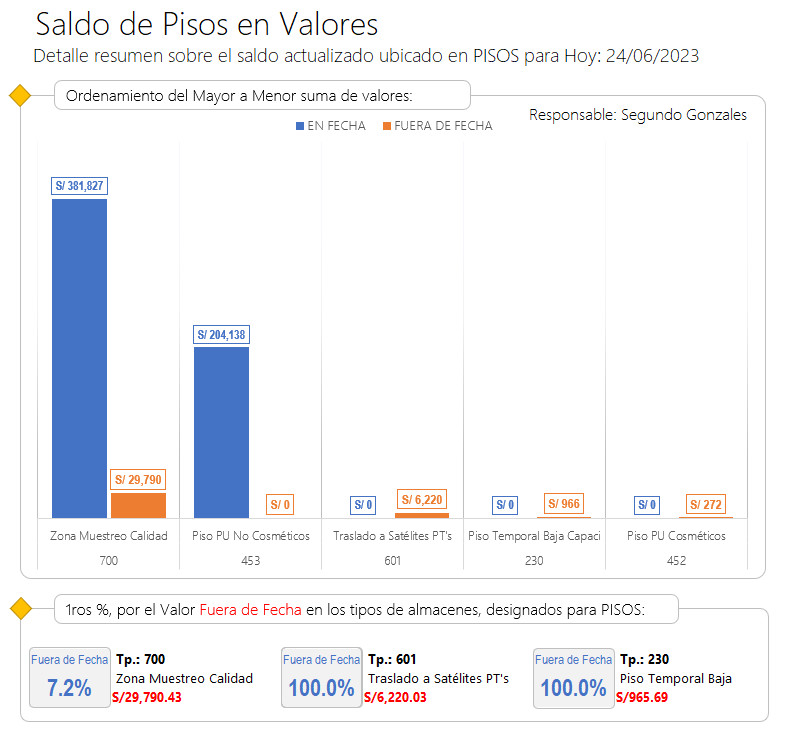 Saldo de Pisos en Valores
Detalle resumen sobre el saldo actualizado ubicado en PISOS para Hoy: 24/06/2023
Ordenamiento del Mayor a Menor suma de valores:
Responsable: Segundo Gonzales
EN FECHA FUERA DE FECHA
S/ 381,827
S/ 204,138
S/ 29,790
S/ 0
S/ 0
S/ 6,220
S/ 0
S/ 966
S/ 0
S/ 272
Zona Muestreo Calidad Piso PU No Cosméticos Traslado a Satélites PT's Piso Temporal Baja Capaci Piso PU Cosméticos
700 453 601 230 452
1ros %, por el Valor Fuera de Fecha en los tipos de almacenes, designados para PISOS:
Fuera de Fecha
7.2%
Tp.: 700
Zona Muestreo Calidad
S/29,790.43
Fuera de Fecha
100.0%
Tp.: 601
Traslado a Satélites PT's
S/6,220.03
Fuera de Fecha
100.0%
Tp.: 230
Piso Temporal Baja
S/965.69